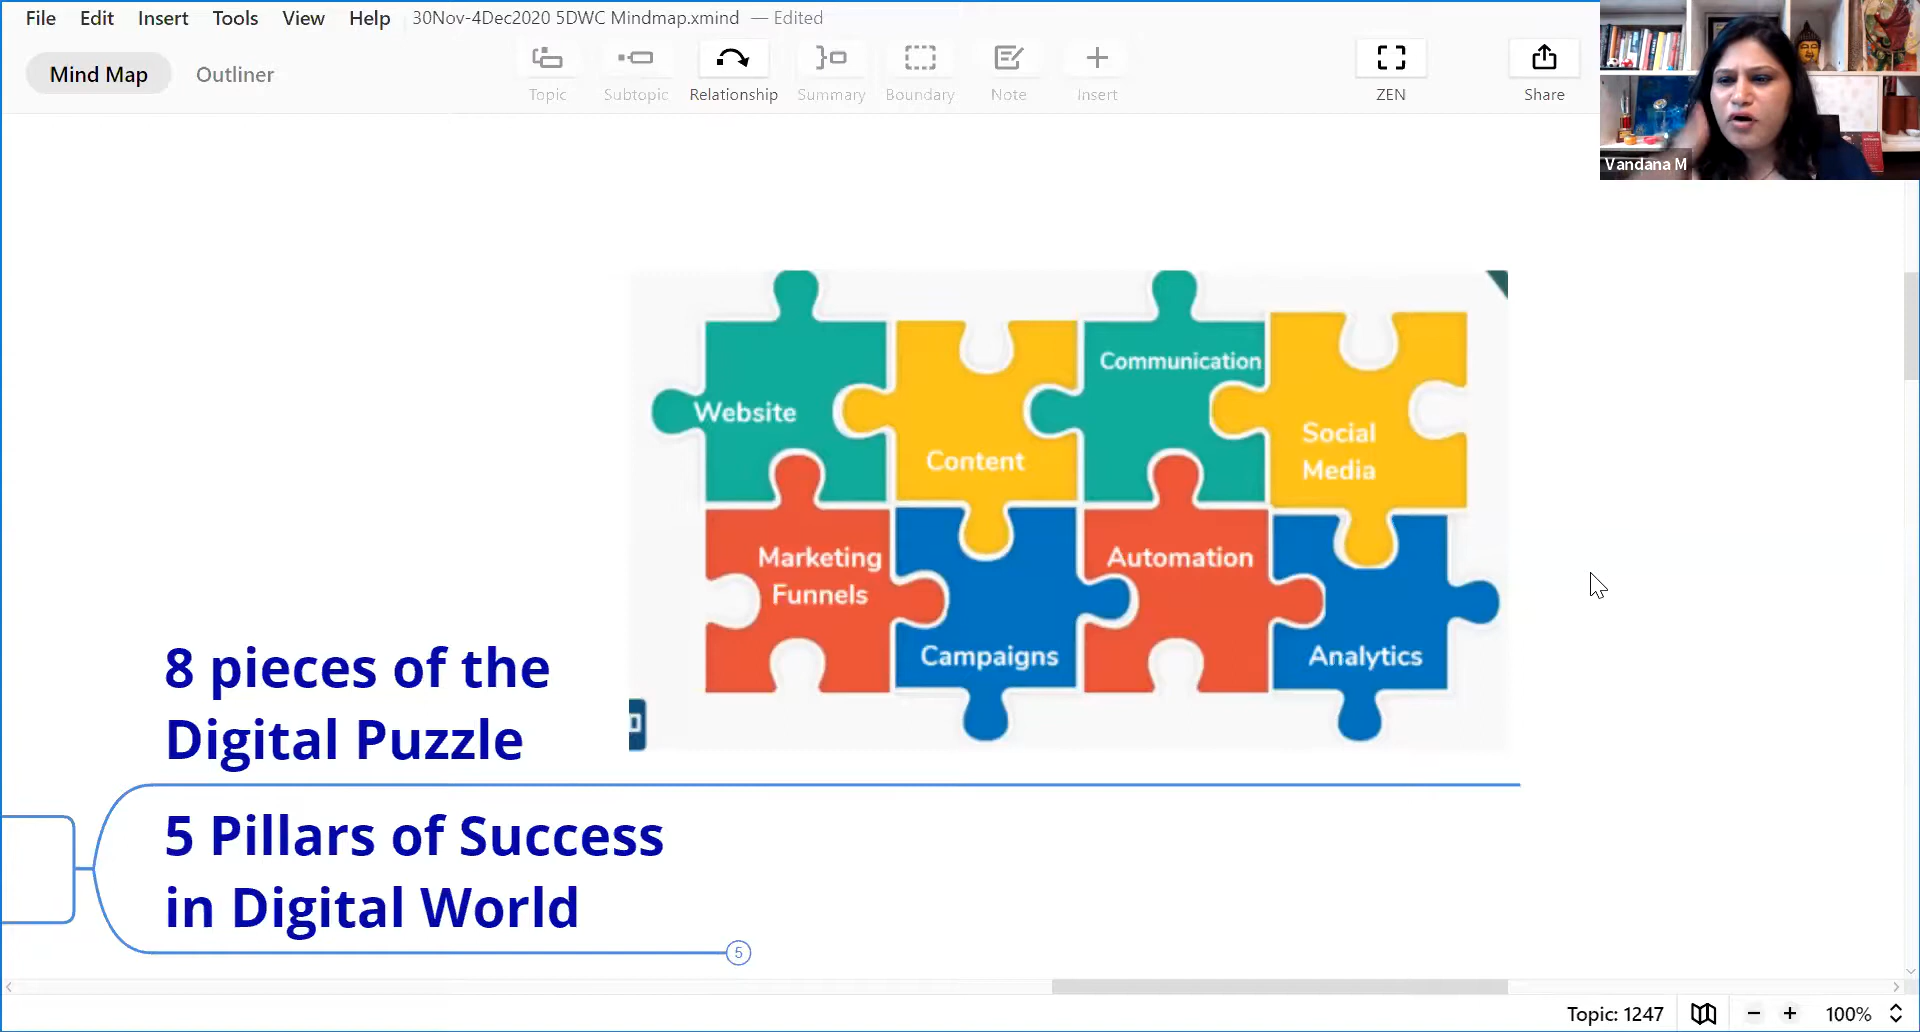 File Edit Insert Tools View Help 30Nov-4Dec2020 5DWC Mindmap.xmind — Edited
Mind Map Outliner
Topic Subtopic Relationship Summary Boundary Note Insert ZEN Share
Vandana M
Website
Content
Communication
Social
Media
Marketing
Funnels
Campaigns
Automation
Analytics
8 pieces of the
Digital Puzzle
5 Pillars of Success
in Digital World
5
Topic: 1247 100%